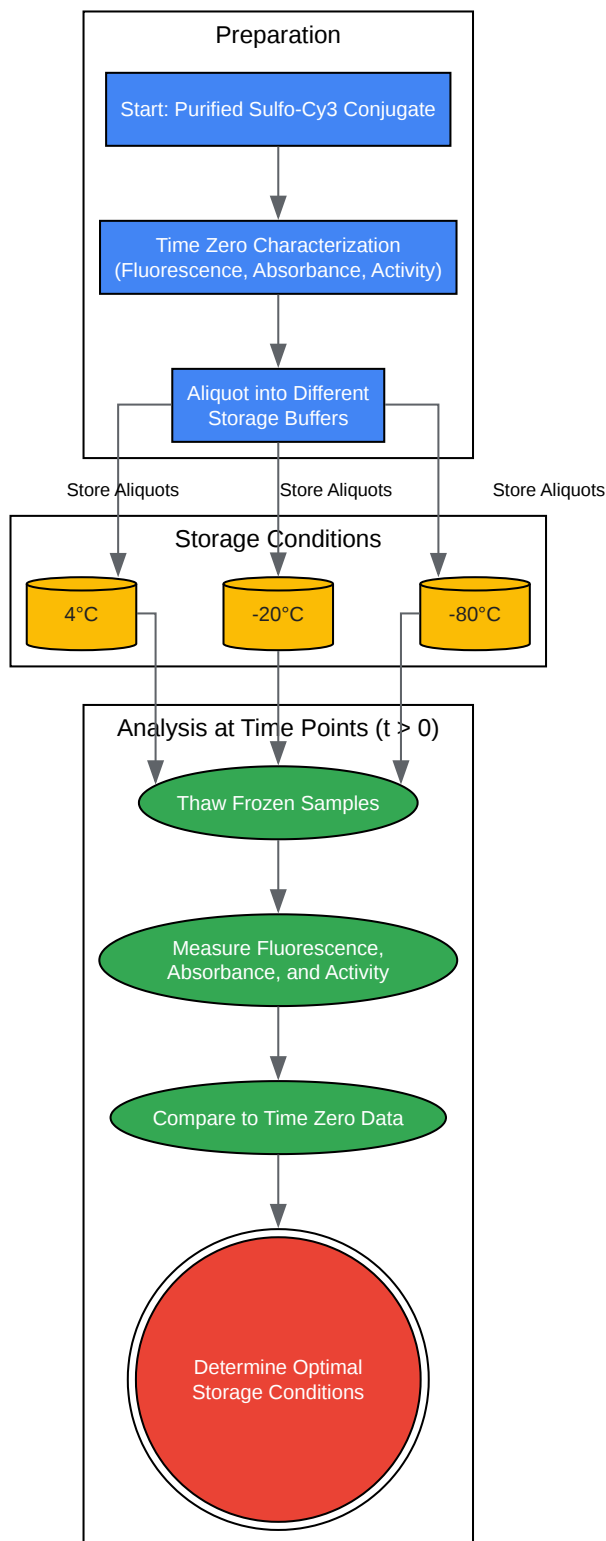 Preparation
Start: Purified Sulfo-Cy3 Conjugate
Time Zero Characterization
(Fluorescence, Absorbance, Activity)
Aliquot into Different
Storage Buffers
Store Aliquots
Store Aliquots
Store Aliquots
Storage Conditions
4°C
-20°C
-80°C
Analysis at Time Points (t > 0)
Thaw Frozen Samples
Measure Fluorescence,
Absorbance, and Activity
Compare to Time Zero Data
Determine Optimal
Storage Conditions